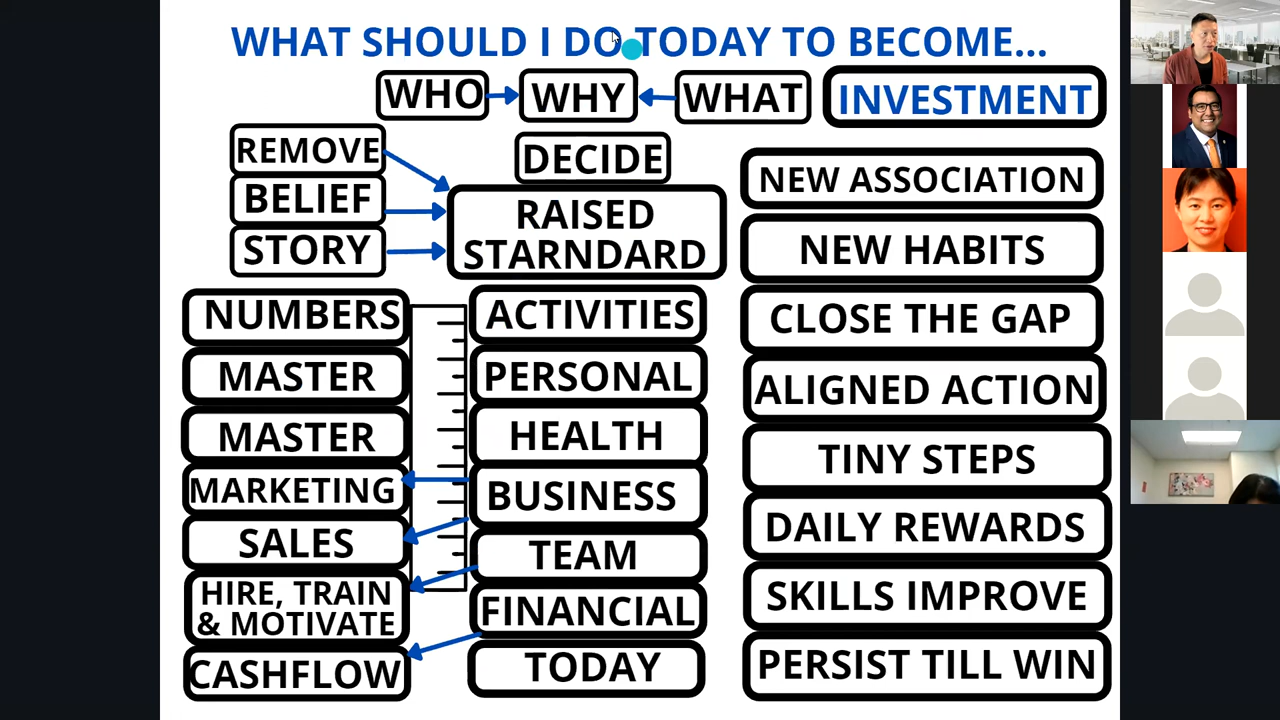 WHAT SHOULD I DO TODAY TO BECOME...
WHO
WHY
WHAT
INVESTMENT
REMOVE
BELIEF
STORY
DECIDE
RAISED
STARNDARD
NUMBERS
MASTER
MASTER
MARKETING
SALES
HIRE, TRAIN
& MOTIVATE
CASHFLOW
ACTIVITIES
PERSONAL
HEALTH
BUSINESS
TEAM
FINANCIAL
TODAY
NEW ASSOCIATION
NEW HABITS
CLOSE THE GAP
ALIGNED ACTION
TINY STEPS
DAILY REWARDS
SKILLS IMPROVE
PERSIST TILL WIN